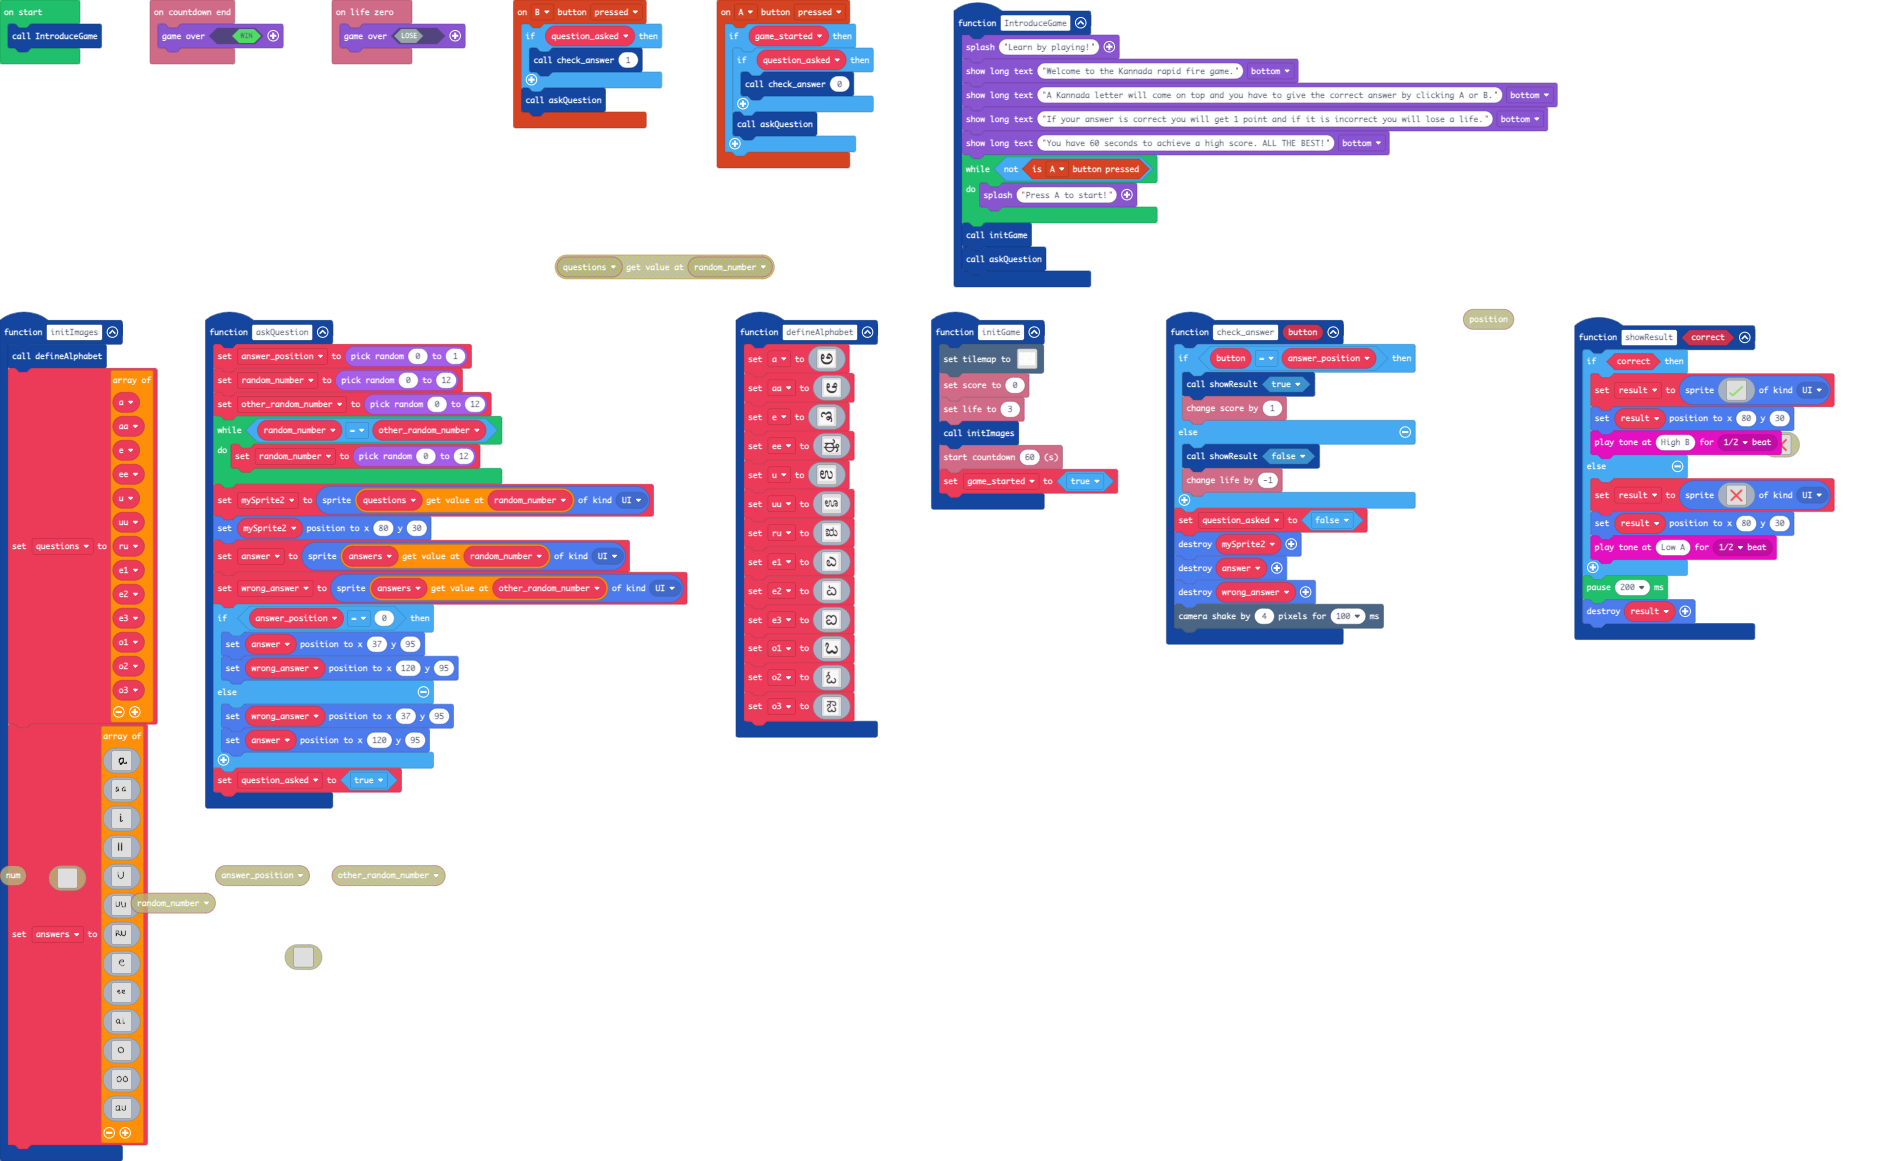 on start
call IntroduceGame
on countdown end
game over WIN
on life zero
game over LOSE
on B button pressed
if question_asked then
call check_answer 1
call askQuestion
on A button pressed
if game_started then
if question_asked then
call check_answer 0
call askQuestion
function IntroduceGame
splash "Learn by playing!"
show long text "Welcome to the Kannada rapid fire game." bottom
show long text "A Kannada letter will come on top and you have to give the correct answer by clicking A or B." bottom
show long text "If your answer is correct you will get 1 point and if it is incorrect you will lose a life." bottom
show long text "You have 60 seconds to achieve a high score. ALL THE BEST!" bottom
while not is A button pressed
do splash "Press A to start!"
call initGame
call askQuestion
questions get value at random_number
function initImages
call defineAlphabet
set questions to
array of
a
aa
e
ee
u
uu
ru
e1
e2
e3
o1
o2
o3
set answers to
array of
a
aa
i
ii
U
UU
RU
e
ee
ai
o
oo
au
num
random_number
function askQuestion
set answer_position to pick random 0 to 1
set random_number to pick random 0 to 12
set other_random_number to pick random 0 to 12
while random_number = other_random_number
do set random_number to pick random 0 to 12
set mySprite2 to sprite questions get value at random_number of kind UI
set mySprite2 position to x 80 y 30
set answer to sprite answers get value at random_number of kind UI
set wrong_answer to sprite answers get value at other_random_number of kind UI
if answer_position = 0 then
set answer position to x 37 y 95
set wrong_answer position to x 120 y 95
else
set wrong_answer position to x 37 y 95
set answer position to x 120 y 95
set question_asked to true
answer_position
other_random_number
function defineAlphabet
set a to ಅ
set aa to ಆ
set e to ಇ
set ee to ಈ
set u to ಉ
set uu to ಊ
set ru to ಋ
set e1 to ಎ
set e2 to ಏ
set e3 to ಐ
set o1 to ಒ
set o2 to ಓ
set o3 to ಔ
function initGame
set tilemap to
set score to 0
set life to 3
call initImages
start countdown 60 (s)
set game_started to true
function check_answer button
if button = answer_position then
call showResult true
change score by 1
else
call showResult false
change life by -1
set question_asked to false
destroy mySprite2
destroy answer
destroy wrong_answer
camera shake by 4 pixels for 100 ms
position
function showResult correct
if correct then
set result to sprite of kind UI
set result position to x 80 y 30
play tone at High B for 1/2 beat
else
set result to sprite of kind UI
set result position to x 80 y 30
play tone at Low A for 1/2 beat
pause 200 ms
destroy result